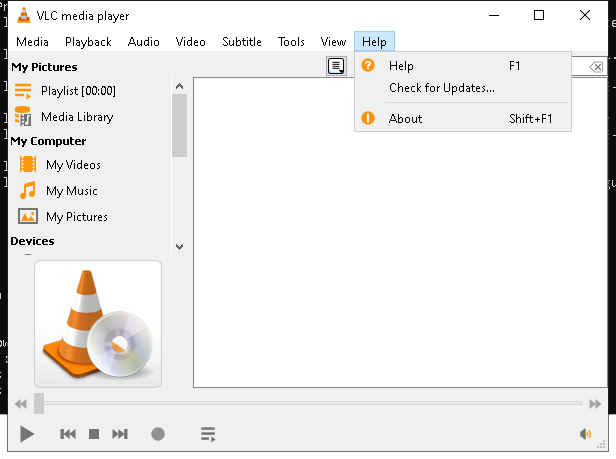 VLC media player
Media Playback Audio Video Subtitle Tools View Help
My Pictures
Playlist [00:00]
Media Library
My Computer
My Videos
My Music
My Pictures
Devices
Help F1
Check for Updates...
About Shift+F1